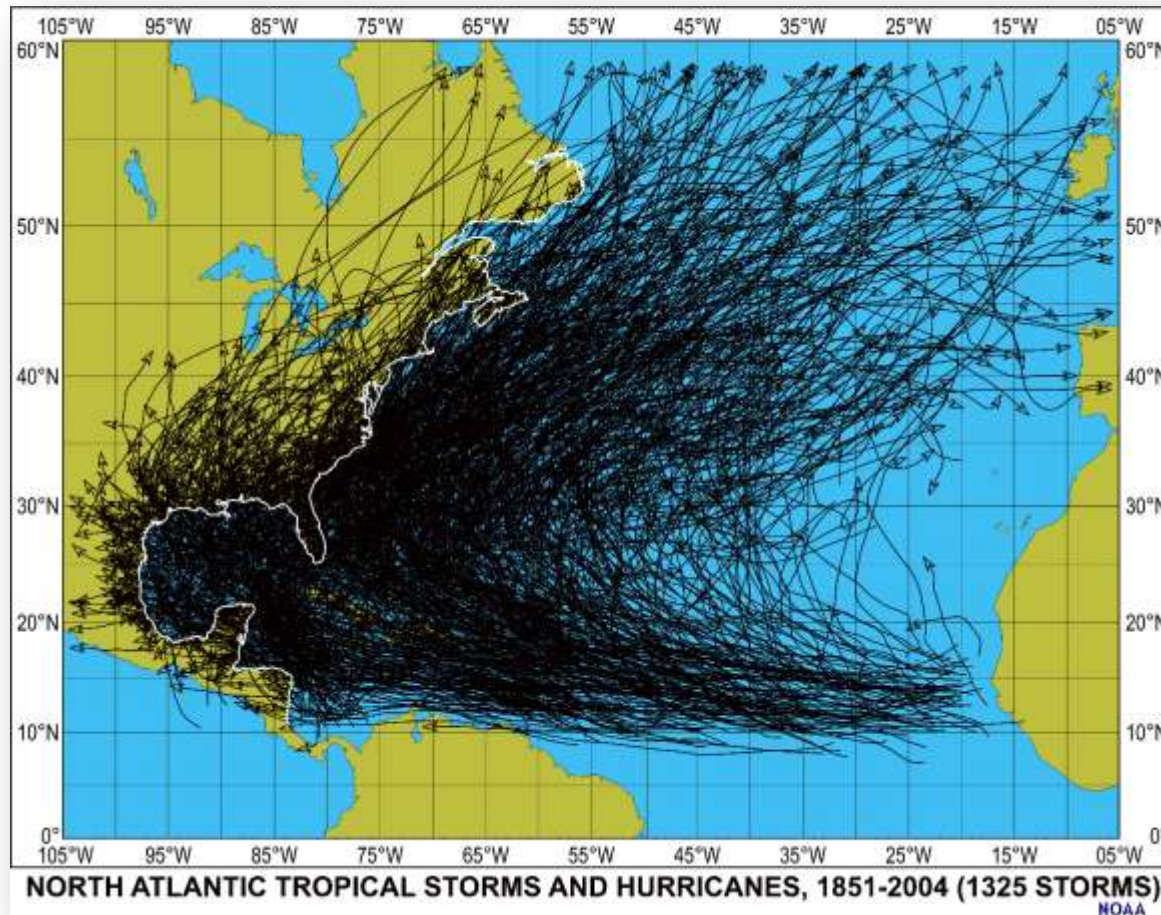 105°W 95°W 85°W 75°W 65°W 55°W 45°W 35°W 25°W 15°W 05°W
60°N 60°N
50°N 50°N
40°N 40°N
30°N 30°N
20°N 20°N
10°N 10°N
0° 0°
105°W 95°W 85°W 75°W 65°W 55°W 45°W 35°W 25°W 15°W 05°W
NORTH ATLANTIC TROPICAL STORMS AND HURRICANES, 1851-2004 (1325 STORMS)
NOAA